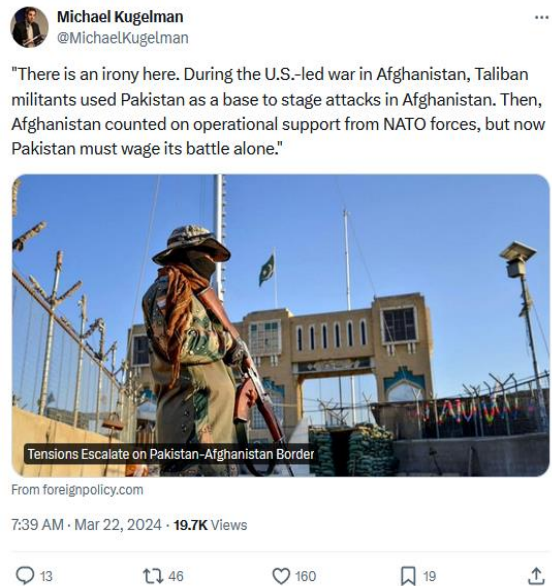 Michael Kugelman
@MichaelKugelman
"There is an irony here. During the U.S.-led war in Afghanistan, Taliban
militants used Pakistan as a base to stage attacks in Afghanistan. Then,
Afghanistan counted on operational support from NATO forces, but now
Pakistan must wage its battle alone."
Tensions Escalate on Pakistan-Afghanistan Border
From foreignpolicy.com
7:39 AM · Mar 22, 2024 · 19.7K Views
13 46 160 19